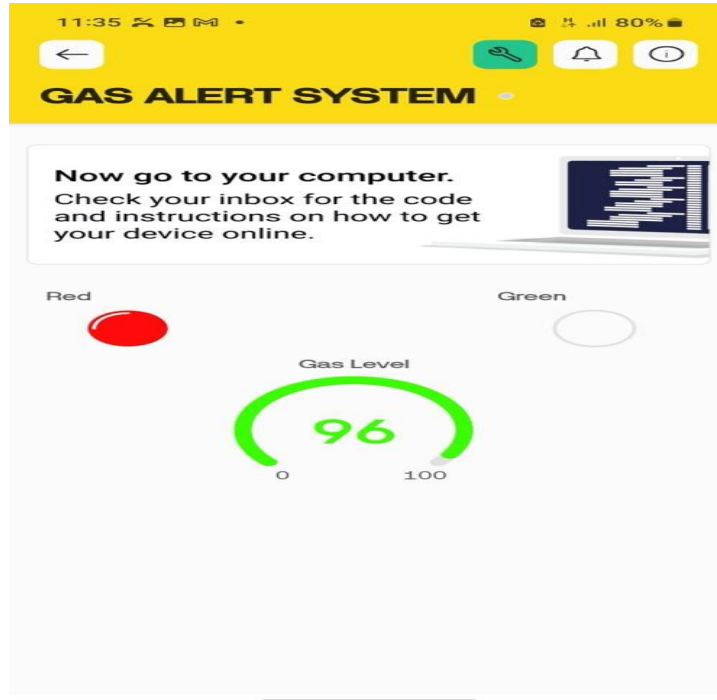 11:35
80%
GAS ALERT SYSTEM
Now go to your computer.
Check your inbox for the code
and instructions on how to get
your device online.
Red
Green
Gas Level
96
0
100